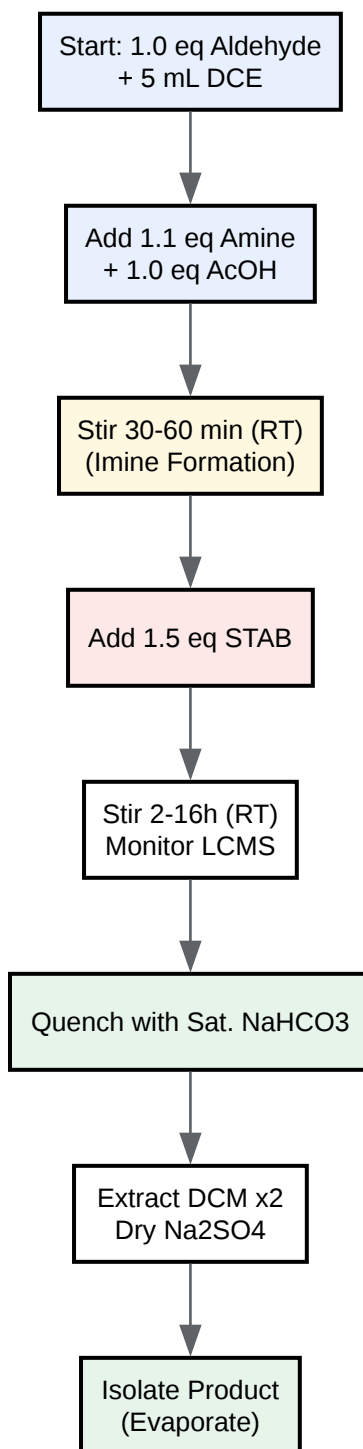 Start: 1.0 eq Aldehyde
+ 5 mL DCE
Add 1.1 eq Amine
+ 1.0 eq AcOH
Stir 30-60 min (RT)
(Imine Formation)
Add 1.5 eq STAB
Stir 2-16h (RT)
Monitor LCMS
Quench with Sat. NaHCO3
Extract DCM x2
Dry Na2SO4
Isolate Product
(Evaporate)